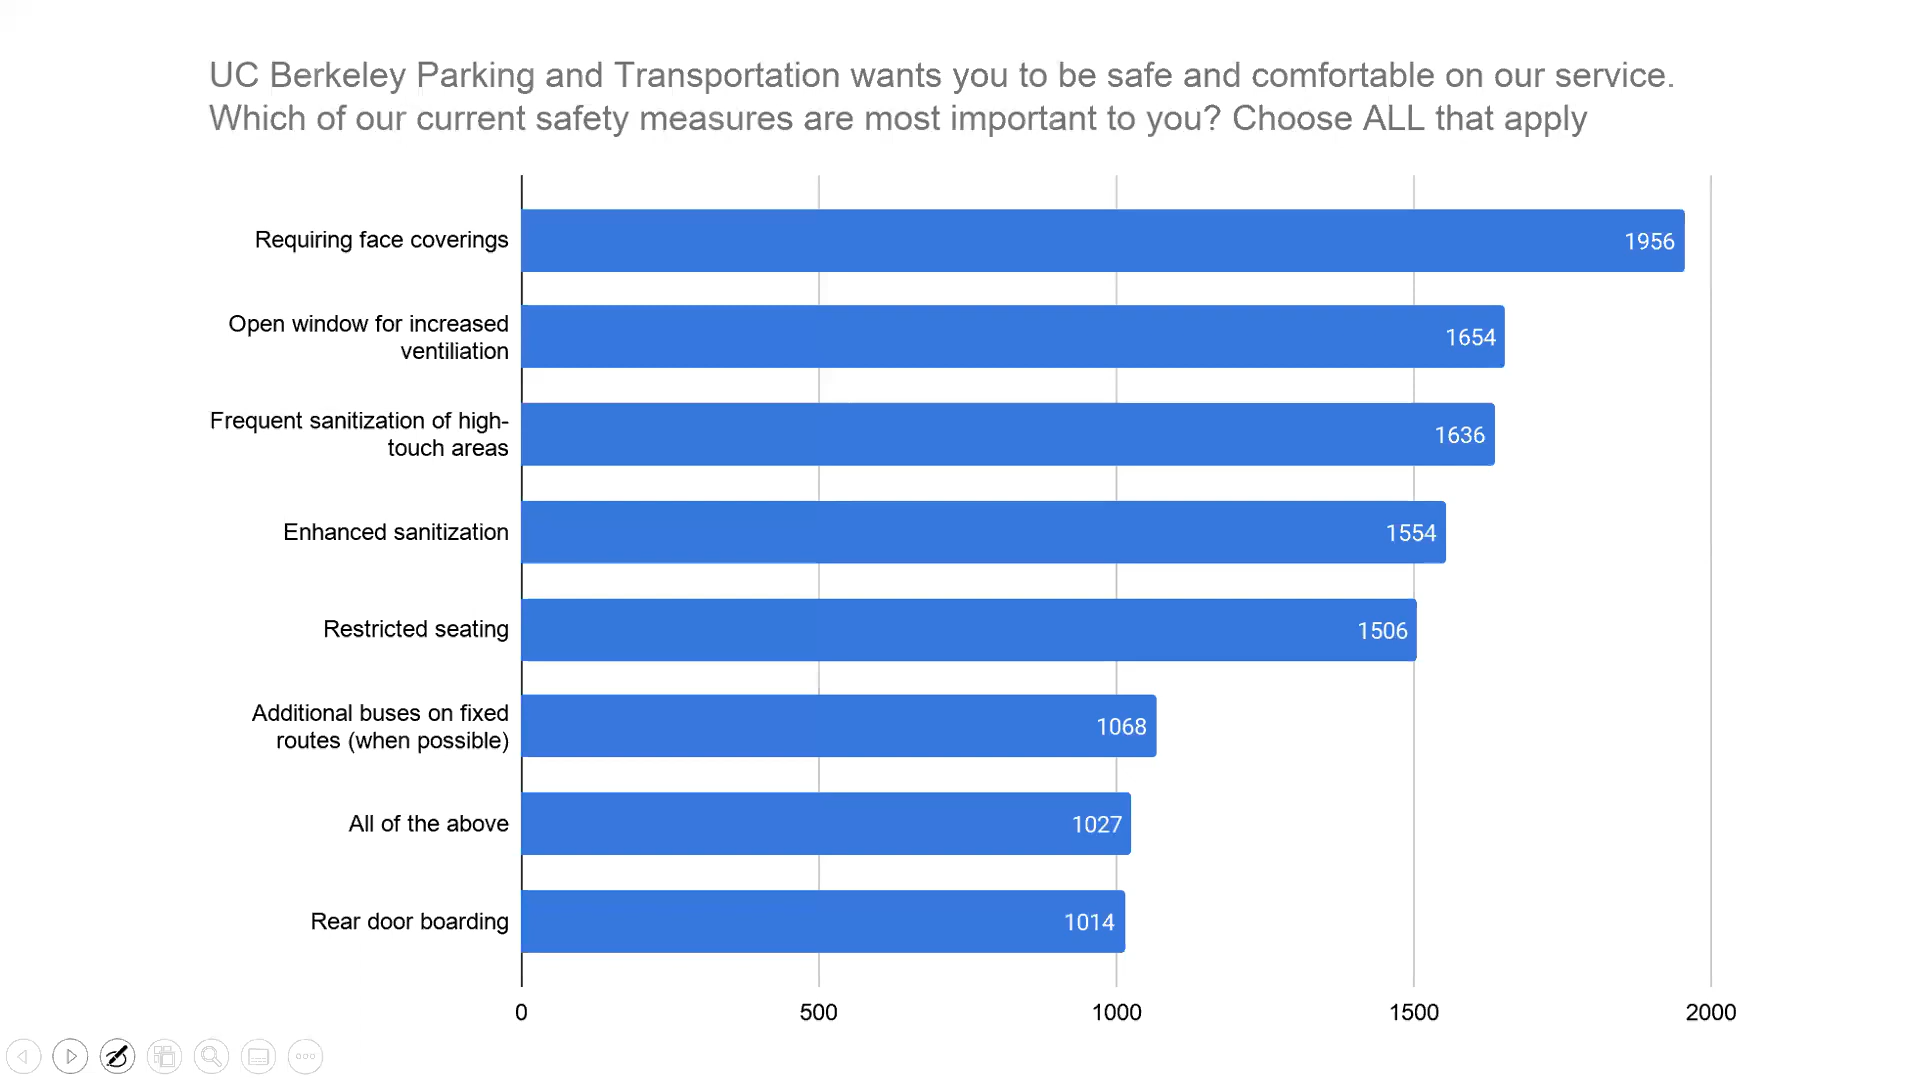 UC Berkeley Parking and Transportation wants you to be safe and comfortable on our service.
Which of our current safety measures are most important to you? Choose ALL that apply
Requiring face coverings
1956
Open window for increased
ventiliation
1654
Frequent sanitization of high-
touch areas
1636
Enhanced sanitization
1554
Restricted seating
1506
Additional buses on fixed
routes (when possible)
1068
All of the above
1027
Rear door boarding
1014
0
500
1000
1500
2000